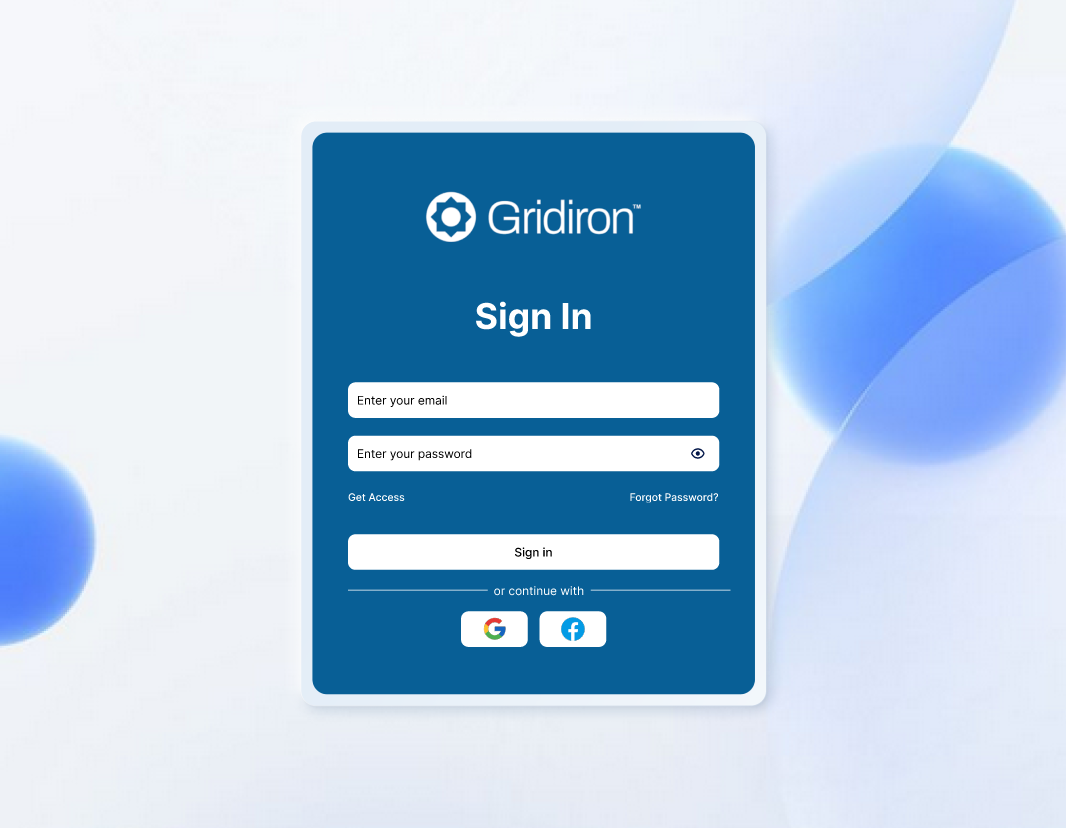 Gridiron™
Sign In
Enter your email
Enter your password
Get Access
Forgot Password?
Sign in
or continue with